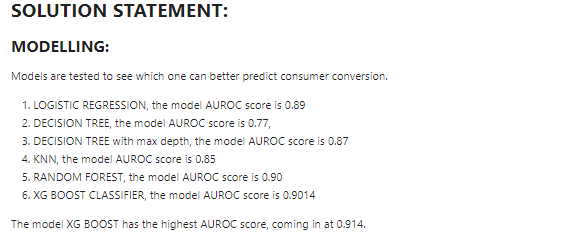 SOLUTION STATEMENT:
MODELLING:
Models are tested to see which one can better predict consumer conversion.
1. LOGISTIC REGRESSION, the model AUROC score is 0.89
2. DECISION TREE, the model AUROC score is 0.77,
3. DECISION TREE with max depth, the model AUROC score is 0.87
4. KNN, the model AUROC score is 0.85
5. RANDOM FOREST, the model AUROC score is 0.90
6. XG BOOST CLASSIFIER, the model AUROC score is 0.9014
The model XG BOOST has the highest AUROC score, coming in at 0.914.